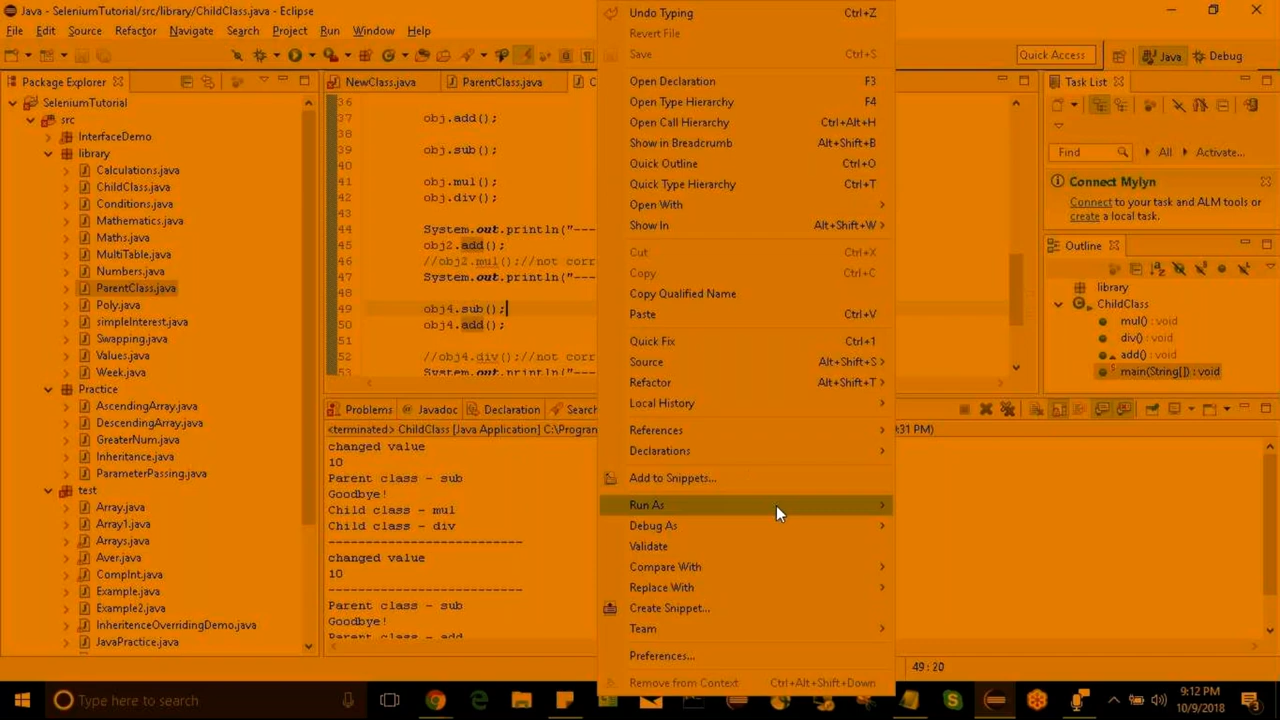 Java - SeleniumTutorial/src/library/ChildClass.java - Eclipse
File Edit Source Refactor Navigate Search Project Run Window Help
Quick Access
Java
Debug
Package Explorer
SeleniumTutorial
src
InterfaceDemo
library
Calculations.java
ChildClass.java
Conditions.java
Mathematics.java
Maths.java
MultiTable.java
Numbers.java
ParentClass.java
Poly.java
simpleInterest.java
Swapping.java
Values.java
Week.java
Practice
AscendingArray.java
DescendingArray.java
GreaterNum.java
Inheritance.java
ParameterPassing.java
test
Array.java
Array1.java
Arrays.java
Aver.java
CompInt.java
Example.java
Example2.java
InheritenceOverridingDemo.java
JavaPractice.java
NewClass.java
ParentClass.java
36
37 obj.add();
38
39 obj.sub();
40
41 obj.mul();
42 obj.div();
43
44 System.out.println("---
45 obj2.add();
46 //obj2.mul();//not corr
47 System.out.println("---
48
49 obj4.sub();
50 obj4.add();
51
52 //obj4.div();//not corr
53 System.out.println("---
Problems
Javadoc
Declaration
Search
<terminated> ChildClass [Java Application] C:\Program
9:31 PM)
changed value
10
Parent class - sub
Goodbye!
Child class - mul
Child class - div
-------------------------
changed value
10
-------------------------
Parent class - sub
Goodbye!
Parent class - add
Undo Typing Ctrl+Z
Revert File
Save Ctrl+S
Open Declaration F3
Open Type Hierarchy F4
Open Call Hierarchy Ctrl+Alt+H
Show in Breadcrumb Alt+Shift+B
Quick Outline Ctrl+O
Quick Type Hierarchy Ctrl+T
Open With
Show In Alt+Shift+W
Cut Ctrl+X
Copy Ctrl+C
Copy Qualified Name
Paste Ctrl+V
Quick Fix Ctrl+1
Source Alt+Shift+S
Refactor Alt+Shift+T
Local History
References
Declarations
Add to Snippets...
Run As
Debug As
Validate
Compare With
Replace With
Create Snippet...
Team
Preferences...
Remove from Context Ctrl+Alt+Shift+Down
Task List
Find
All
Activate...
Connect Mylyn
Connect to your task and ALM tools or
create a local task.
Outline
library
ChildClass
mul() : void
div() : void
add() : void
main(String[]) : void
49 : 20
Type here to search
9:12 PM
10/9/2018
3